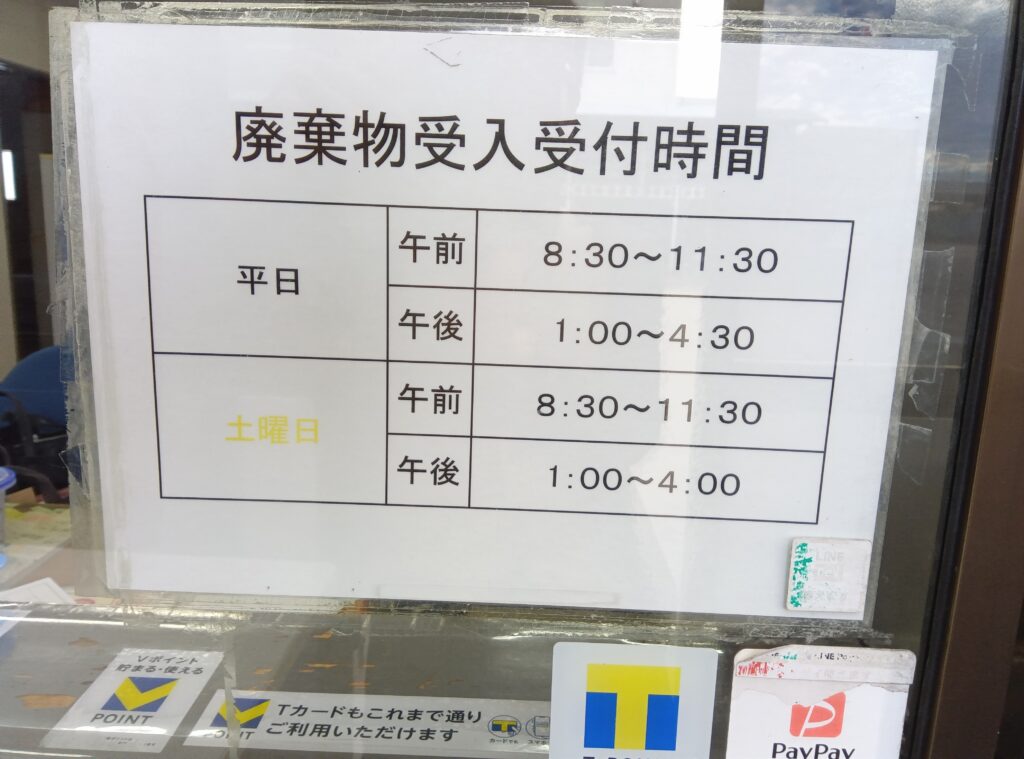 廃棄物受入受付時間
平日
午前
8:30～11:30
午後
1:00～4:30
土曜日
午前
8:30～11:30
午後
1:00～4:00
LINE
Vポイント
貯まる・使える
POINT
Tカードもこれまで通り
ご利用いただけます
T
PayPay